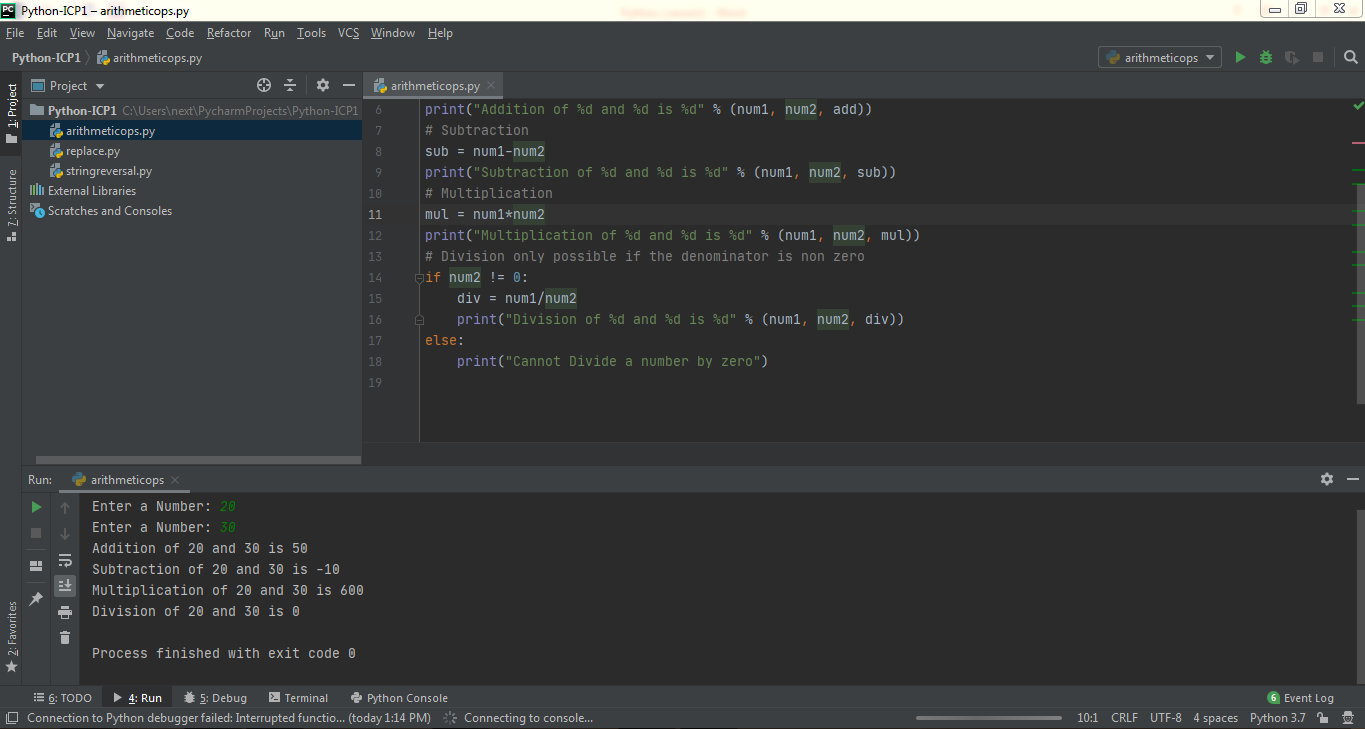 Python-ICP1 – arithmeticops.py
File Edit View Navigate Code Refactor Run Tools VCS Window Help
Python-ICP1 arithmeticops.py
arithmeticops
1: Project
7: Structure
2: Favorites
Project
Python-ICP1 C:\Users\next\PycharmProjects\Python-ICP1
arithmeticops.py
replace.py
stringreversal.py
External Libraries
Scratches and Consoles
arithmeticops.py
6 print("Addition of %d and %d is %d" % (num1, num2, add))
7 # Subtraction
8 sub = num1-num2
9 print("Subtraction of %d and %d is %d" % (num1, num2, sub))
10 # Multiplication
11 mul = num1*num2
12 print("Multiplication of %d and %d is %d" % (num1, num2, mul))
13 # Division only possible if the denominator is non zero
14 if num2 != 0:
15 div = num1/num2
16 print("Division of %d and %d is %d" % (num1, num2, div))
17 else:
18 print("Cannot Divide a number by zero")
19
Run: arithmeticops
Enter a Number: 20
Enter a Number: 30
Addition of 20 and 30 is 50
Subtraction of 20 and 30 is -10
Multiplication of 20 and 30 is 600
Division of 20 and 30 is 0
Process finished with exit code 0
6: TODO 4: Run 5: Debug Terminal Python Console 6 Event Log
Connection to Python debugger failed: Interrupted functio... (today 1:14 PM) Connecting to console... 10:1 CRLF UTF-8 4 spaces Python 3.7